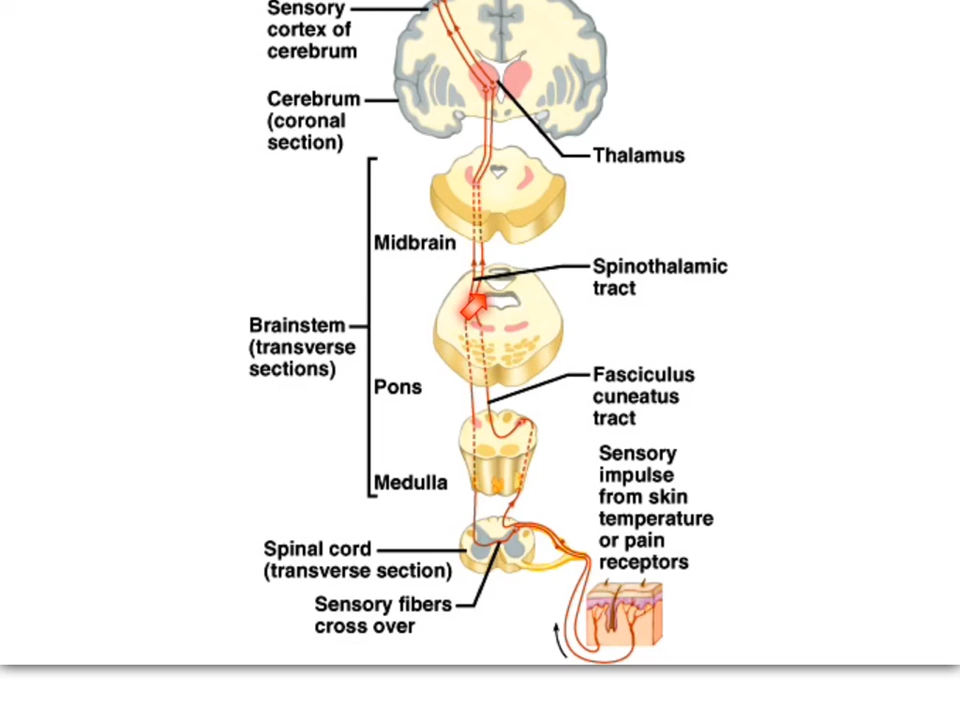 Sensory
cortex of
cerebrum
Cerebrum
(coronal
section)
Thalamus
Midbrain
Spinothalamic
tract
Brainstem
(transverse
sections)
Pons
Fasciculus
cuneatus
tract
Medulla
Sensory
impulse
from skin
temperature
or pain
receptors
Spinal cord
(transverse section)
Sensory fibers
cross over